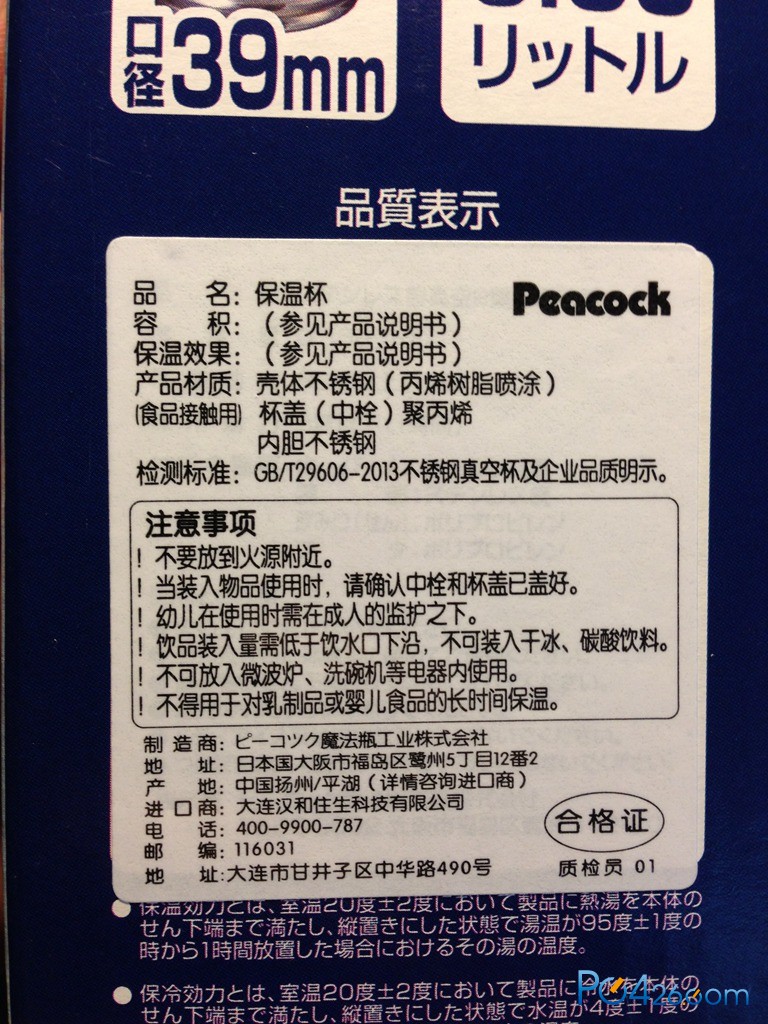 口径39mm
リットル
品質表示
Peacock
品　　名：保温杯
容　　积：（参见产品说明书）
保温效果：（参见产品说明书）
产品材质：壳体不锈钢（丙烯树脂喷涂）
(食品接触用) 杯盖（中栓）聚丙烯
内胆不锈钢
检测标准：GB/T29606-2013不锈钢真空杯及企业品质明示。
注意事项
！不要放到火源附近。
！当装入物品使用时，请确认中栓和杯盖已盖好。
！幼儿在使用时需在成人的监护之下。
！饮品装入量需低于饮水口下沿，不可装入干冰、碳酸饮料。
！不可放入微波炉、洗碗机等电器内使用。
！不得用于对乳制品或婴儿食品的长时间保温。
制 造 商：ピーコツク魔法瓶工业株式会社
地　　址：日本国大阪市福岛区鹭州5丁目12番2
产　　地：中国扬州/平湖（详情咨询进口商）
进 口 商：大连汉和住生科技有限公司
电　　话：400-9900-787
邮　　编：116031
地　　址：大连市甘井子区中华路490号
合格证
质检员 01
●保温効力とは、室温20度±2度において製品に熱湯を本体の
せん下端まで満たし、縦置きにした状態で湯温が95度±1度の
時から1時間放置した場合におけるその湯の温度。
●保冷効力とは、室温20度±2度において製品に冷水を本体の
せん下端まで満たし、縦置きにした状態で水温が4度±1度の